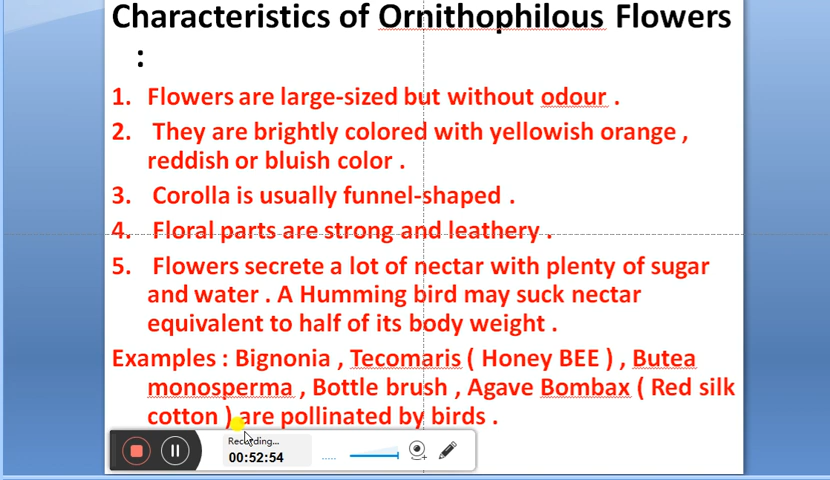 Characteristics of Ornithophilous Flowers
:
1. Flowers are large-sized but without odour .
2. They are brightly colored with yellowish orange ,
reddish or bluish color .
3. Corolla is usually funnel-shaped .
4. Floral parts are strong and leathery .
5. Flowers secrete a lot of nectar with plenty of sugar
and water . A Humming bird may suck nectar
equivalent to half of its body weight .
Examples : Bignonia , Tecomaris ( Honey BEE ) , Butea
monosperma , Bottle brush , Agave Bombax ( Red silk
cotton ) are pollinated by birds .
Recording...
00:52:54